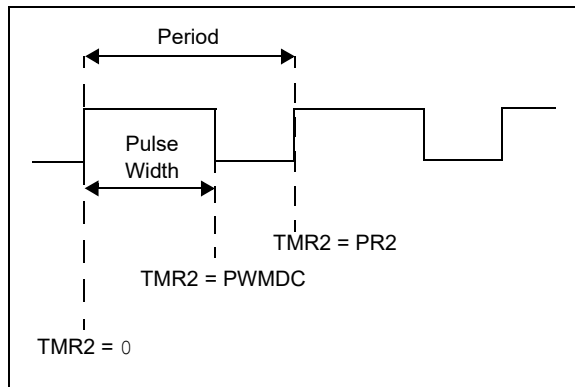 Period
Pulse
Width
TMR2 = PR2
TMR2 = PWMDC
TMR2 = 0